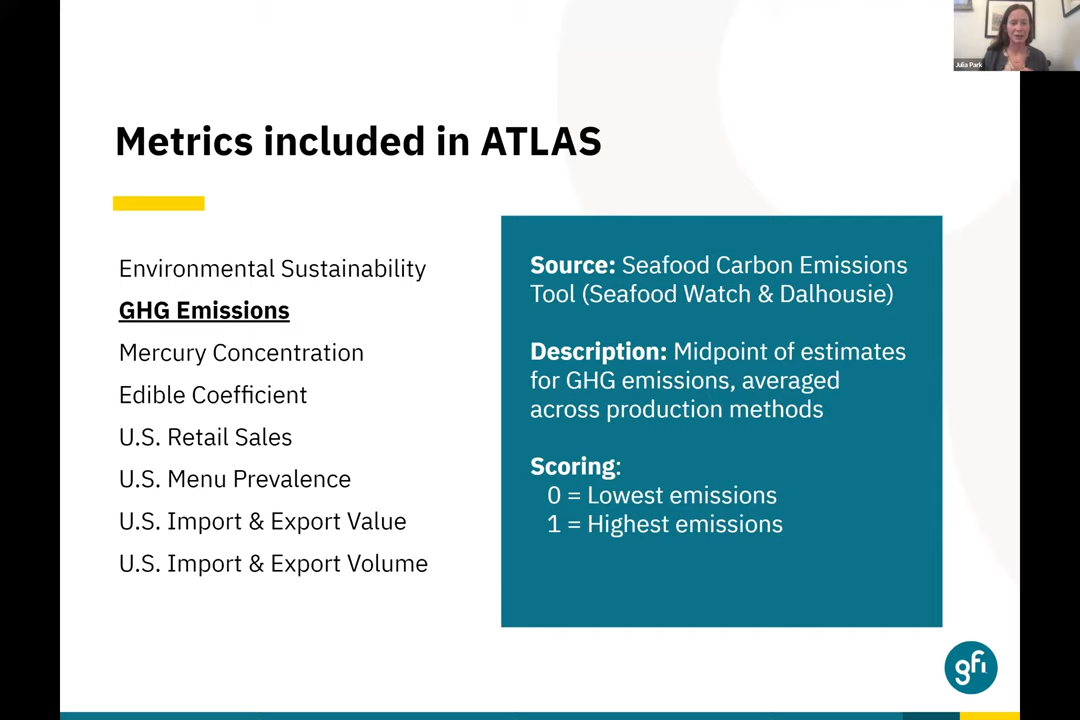 Julia Park
Metrics included in ATLAS
Environmental Sustainability
GHG Emissions
Mercury Concentration
Edible Coefficient
U.S. Retail Sales
U.S. Menu Prevalence
U.S. Import & Export Value
U.S. Import & Export Volume
Source: Seafood Carbon Emissions
Tool (Seafood Watch & Dalhousie)
Description: Midpoint of estimates
for GHG emissions, averaged
across production methods
Scoring:
0 = Lowest emissions
1 = Highest emissions
gfi